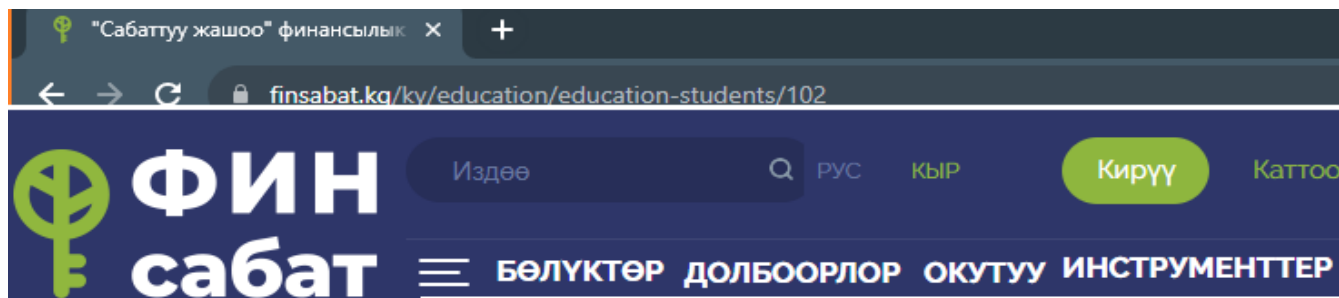 "Сабаттуу жашоо" финансылык
finsabat.kg/ky/education/education-students/102
ФИН
сабат
Издөө
РУС КЫР
Кирүү
БӨЛҮКТӨР ДОЛБООРЛОР ОКУТУУ ИНСТРУМЕНТТЕР